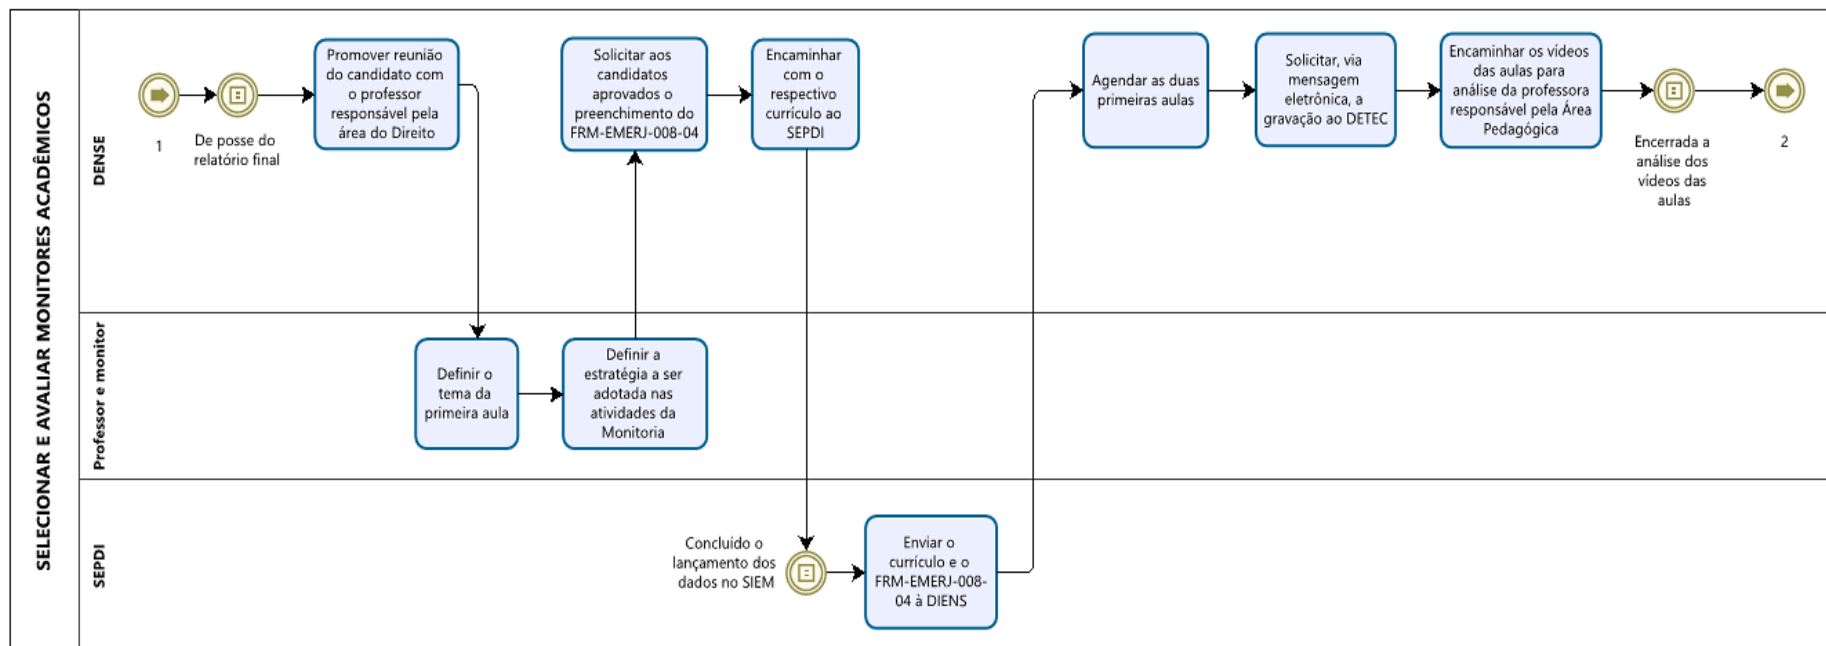 SELECIONAR E AVALIAR MONITORES ACADÊMICOS
DENSE
1
De posse do
relatório final
Promover reunião
do candidato com
o professor
responsável pela
área do Direito
Solicitar aos
candidatos
aprovados o
preenchimento do
FRM-EMERJ-008-04
Encaminhar
com o
respectivo
currículo ao
SEPDI
Agendar as duas
primeiras aulas
Solicitar, via
mensagem
eletrônica, a
gravação ao DETEC
Encaminhar os vídeos
das aulas para
análise da professora
responsável pela Área
Pedagógica
Encerrada a
análise dos
vídeos das
aulas
2
Professor e monitor
Definir o
tema da
primeira aula
Definir a
estratégia a ser
adotada nas
atividades da
Monitoria
SEPDI
Concluído o
lançamento dos
dados no SIEM
Enviar o
currículo e o
FRM-EMERJ-008-
04 à DIENS